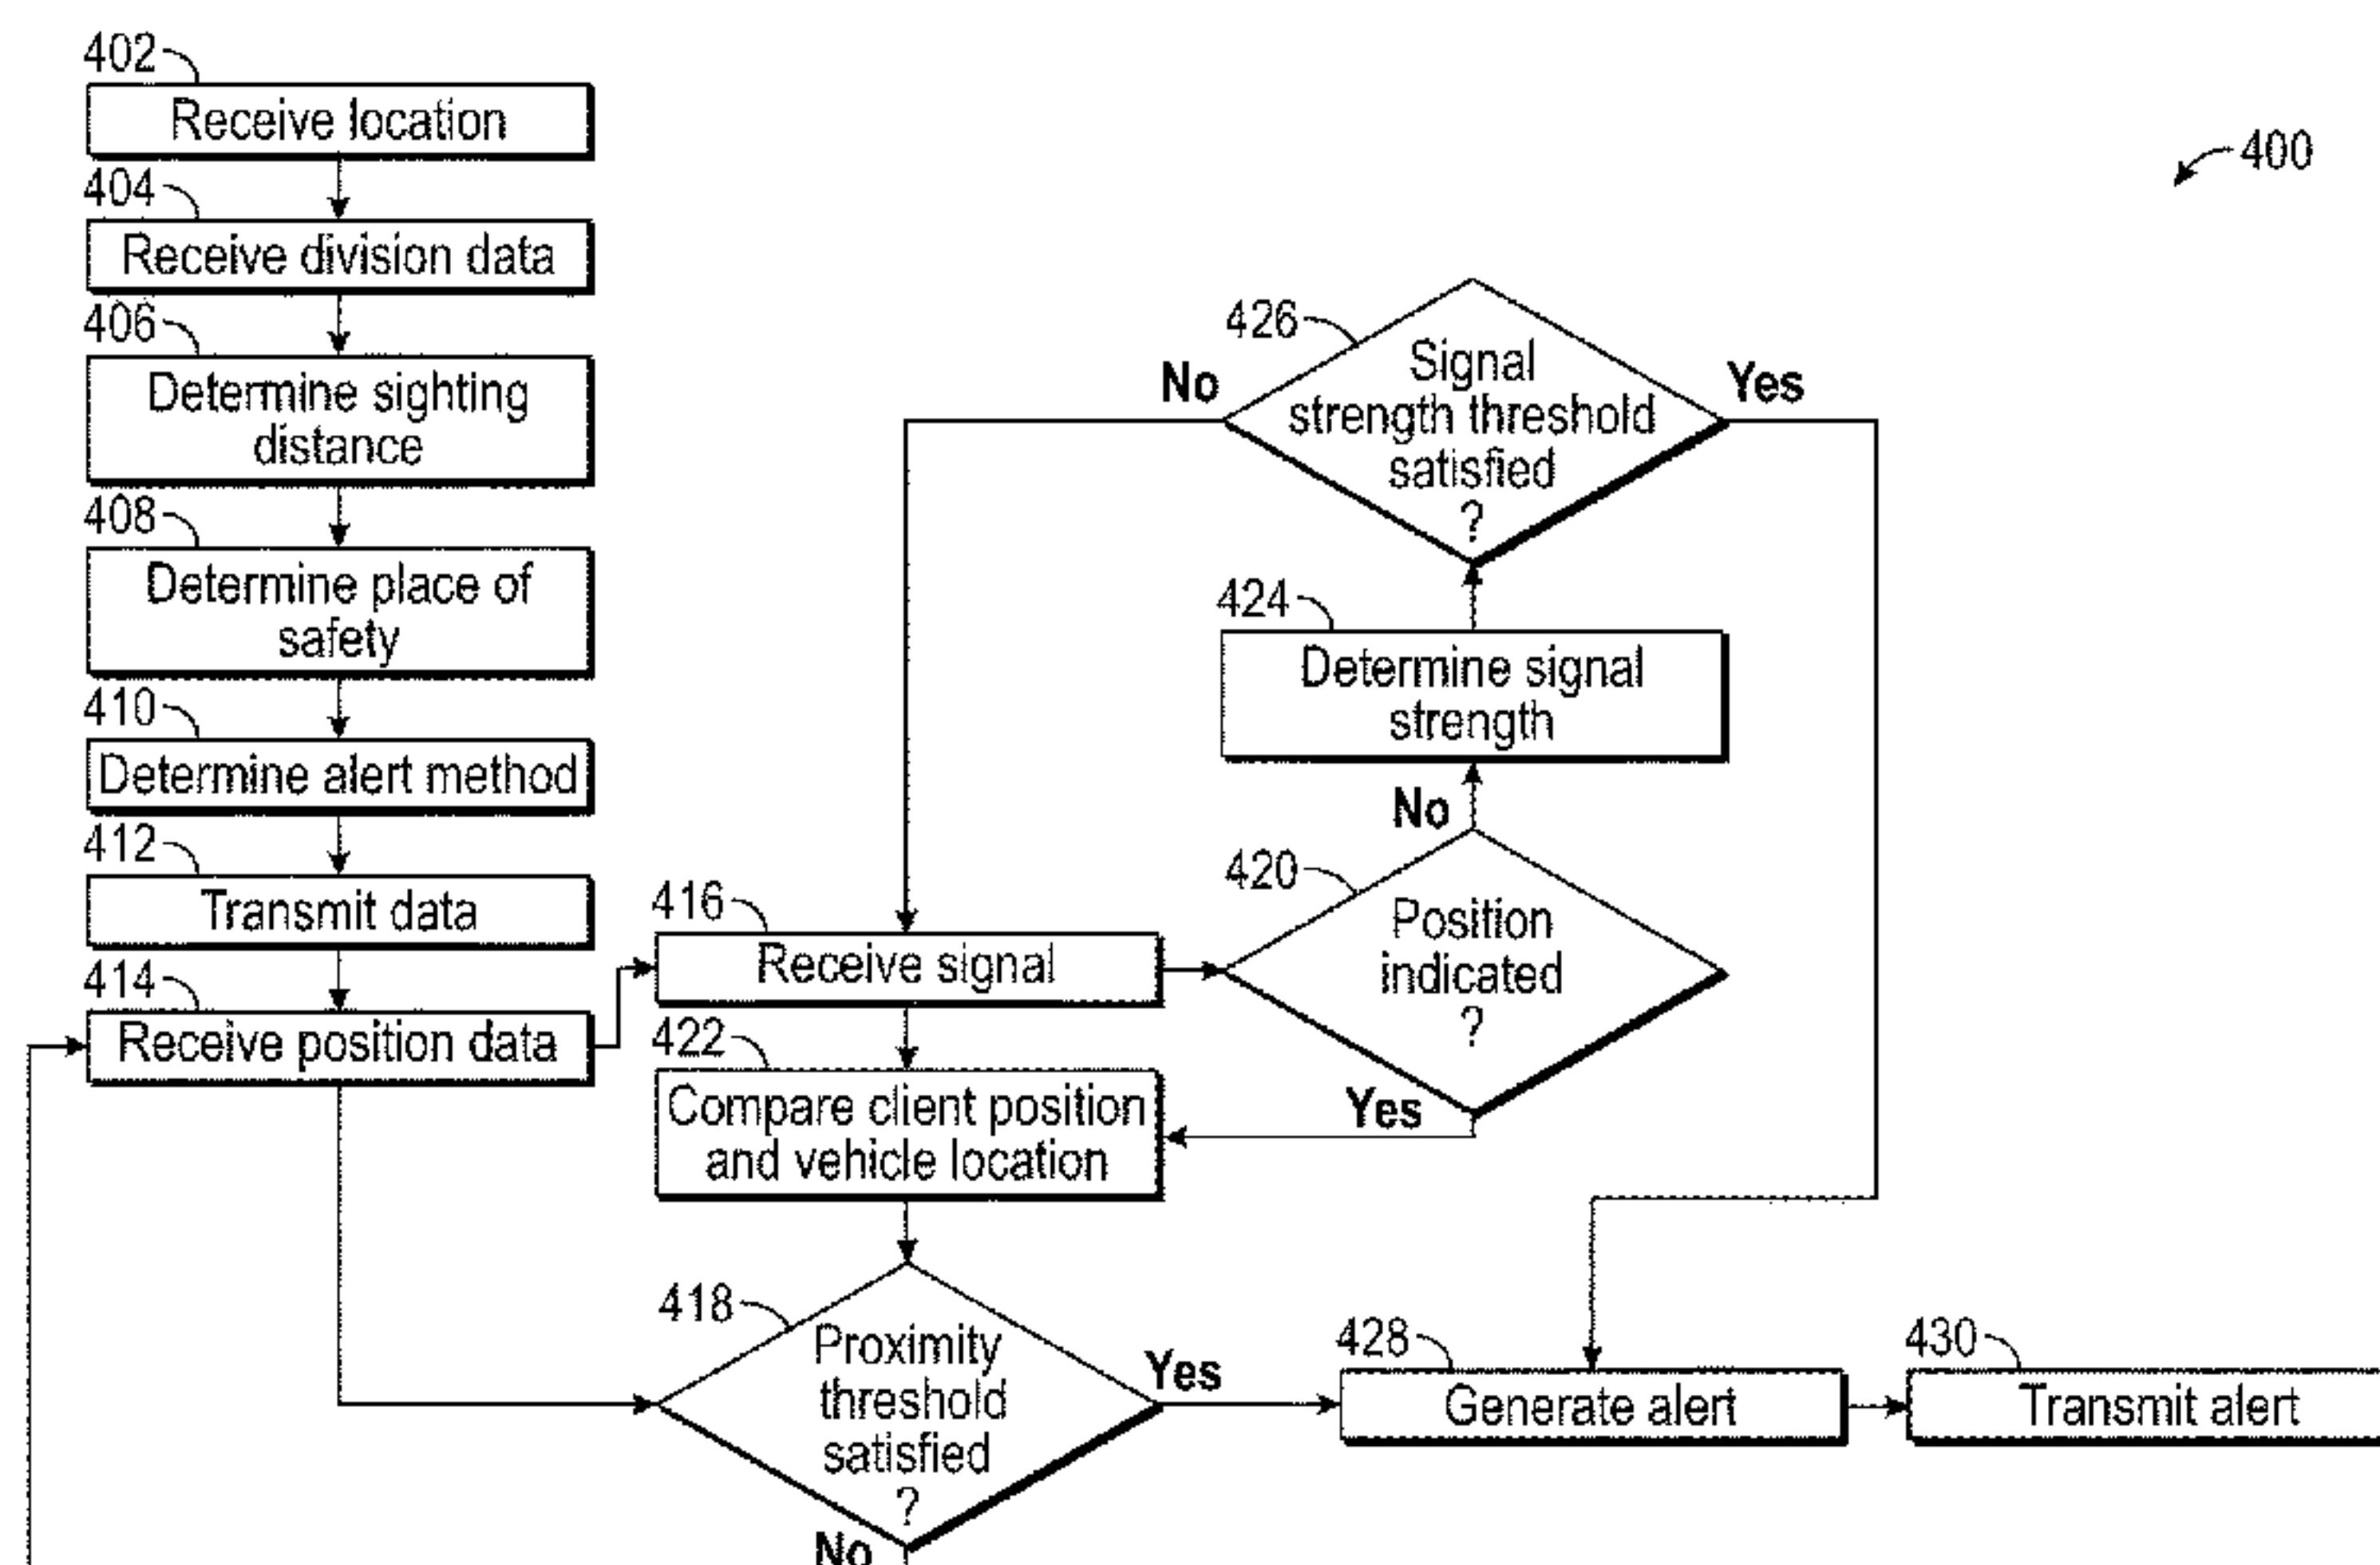 402
Receive location
404
Receive division data
406
Determine sighting
distance
408
Determine place of
safety
410
Determine alert method
412
Transmit data
414
Receive position data
400
426
Signal
strength threshold
satisfied
?
No
Yes
424
Determine signal
strength
No
420
Position
indicated
?
Yes
416
Receive signal
422
Compare client position
and vehicle location
418
Proximity
threshold
satisfied
?
Yes
No
428
Generate alert
430
Transmit alert